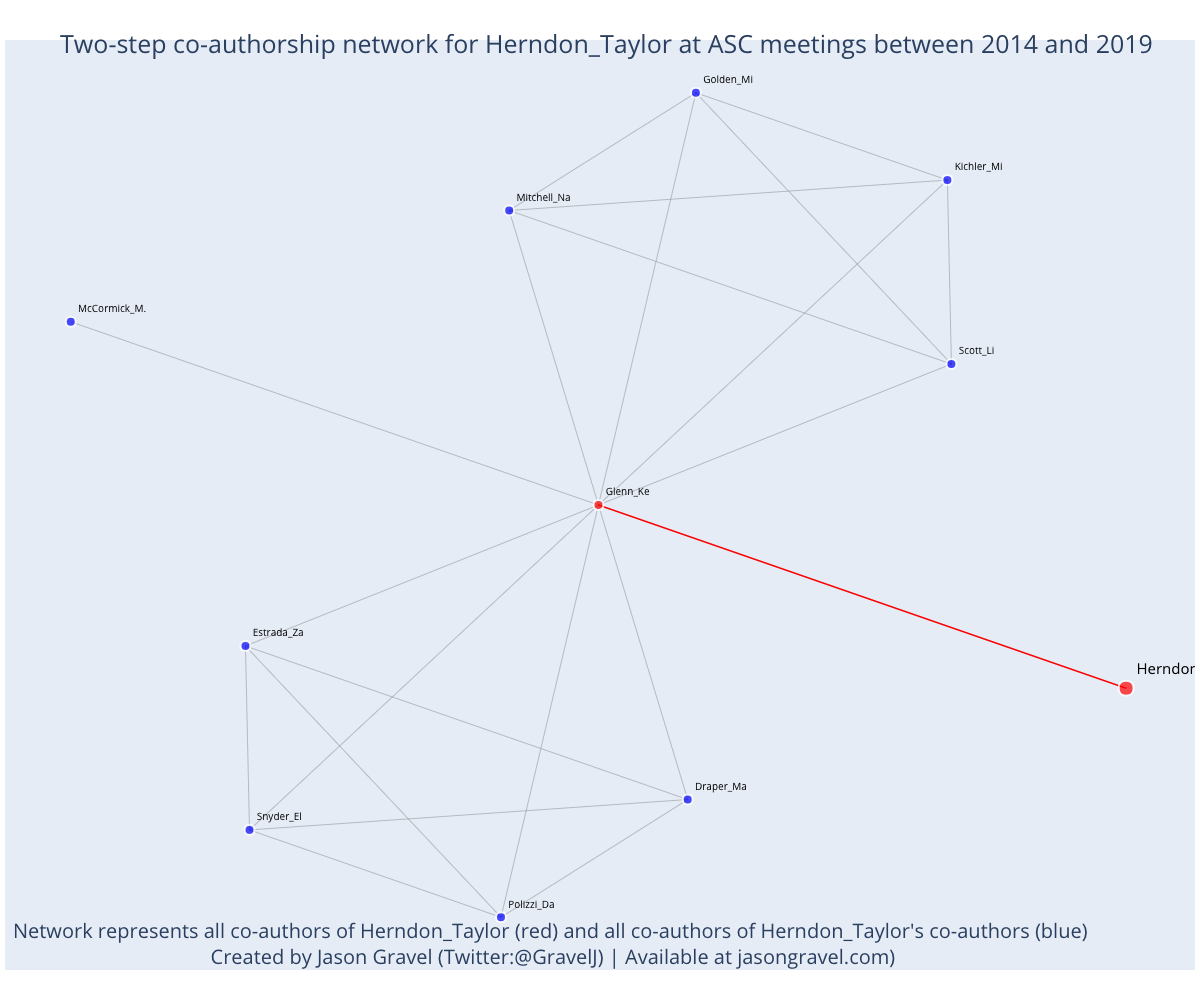 Two-step co-authorship network for Herndon_Taylor at ASC meetings between 2014 and 2019
Golden_Mi
Kichler_Mi
Mitchell_Na
McCormick_M.
Scott_Li
Glenn_Ke
Estrada_Za
Herndon
Draper_Ma
Snyder_El
Polizzi_Da
Network represents all co-authors of Herndon_Taylor (red) and all co-authors of Herndon_Taylor's co-authors (blue)
Created by Jason Gravel (Twitter:@GravelJ) | Available at jasongravel.com)